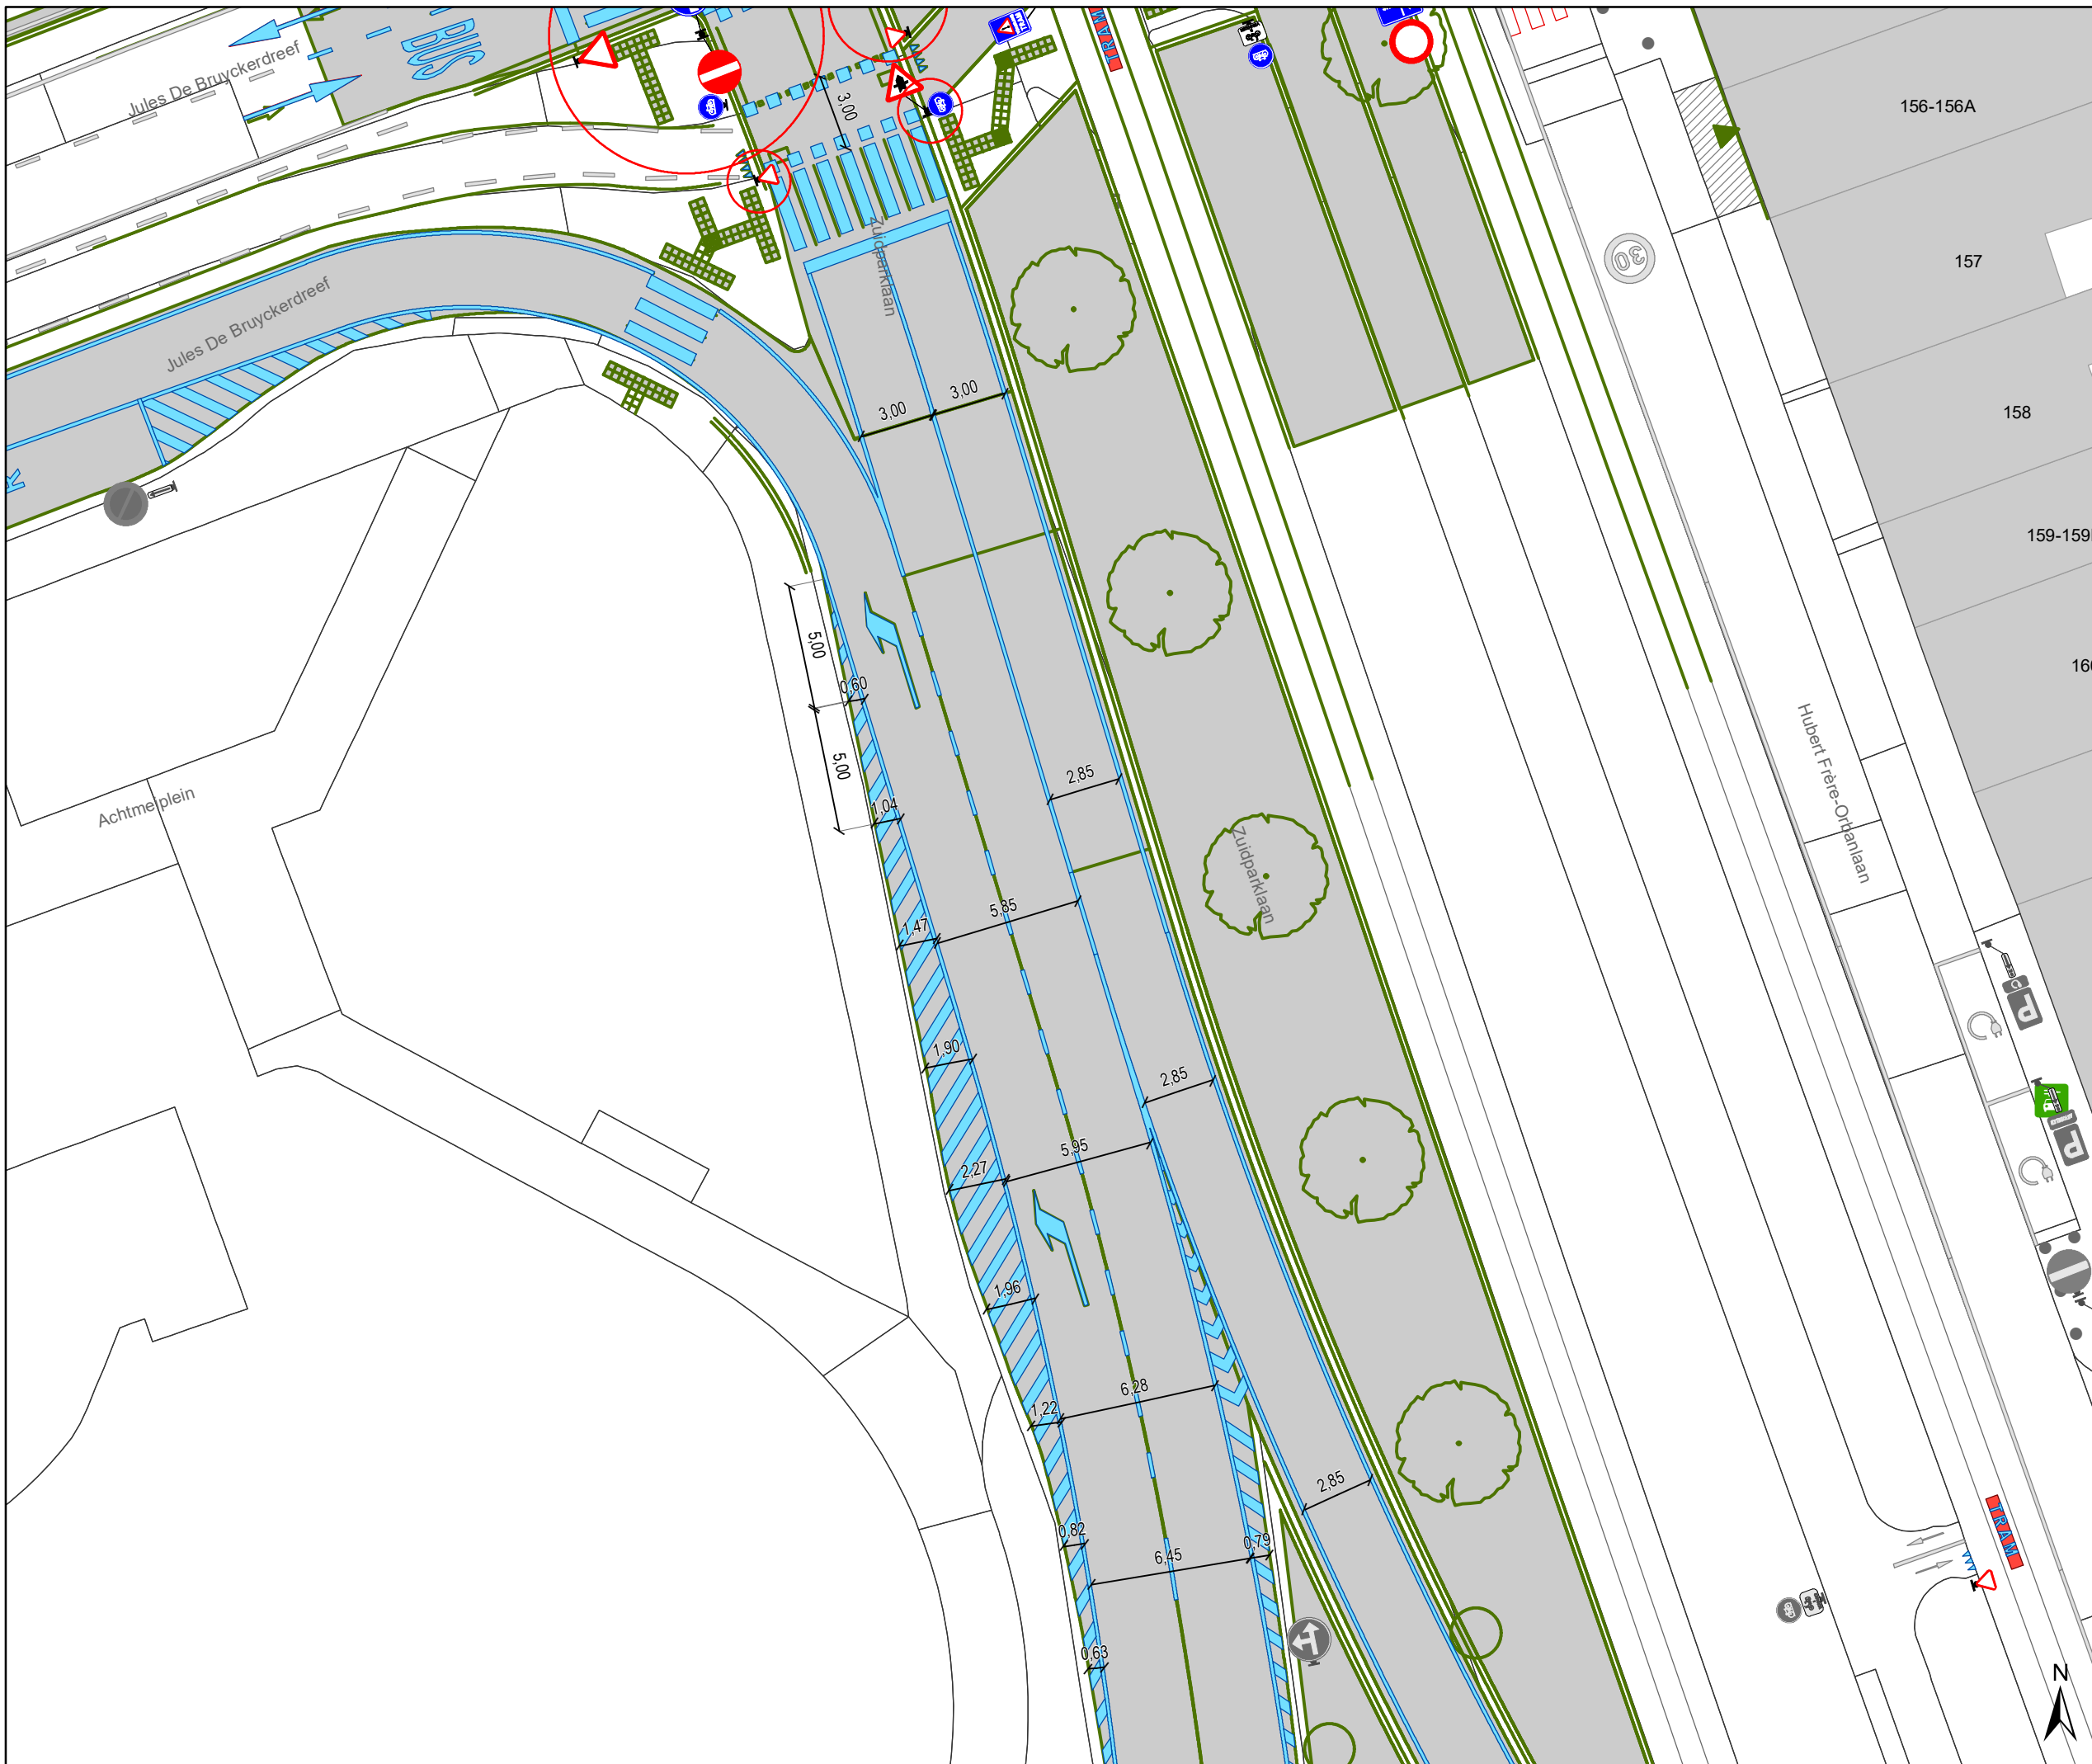 Jules De Bruyckerdreef
BUS
TRAM
156-156A
3,00
157
30
Zuidparklaan
Jules De Bruyckerdreef
3,00
3,00
158
159-159
5,00
0,60
Hubert Frère-Orbanlaan
5,00
2,85
Achtmeiplein
1,04
Zuidparklaan
5,85
1,47
P
1,90
2,85
P
5,95
2,27
1,96
6,28
1,22
2,85
TRAM
0,82
6,45
0,79
0,63
N